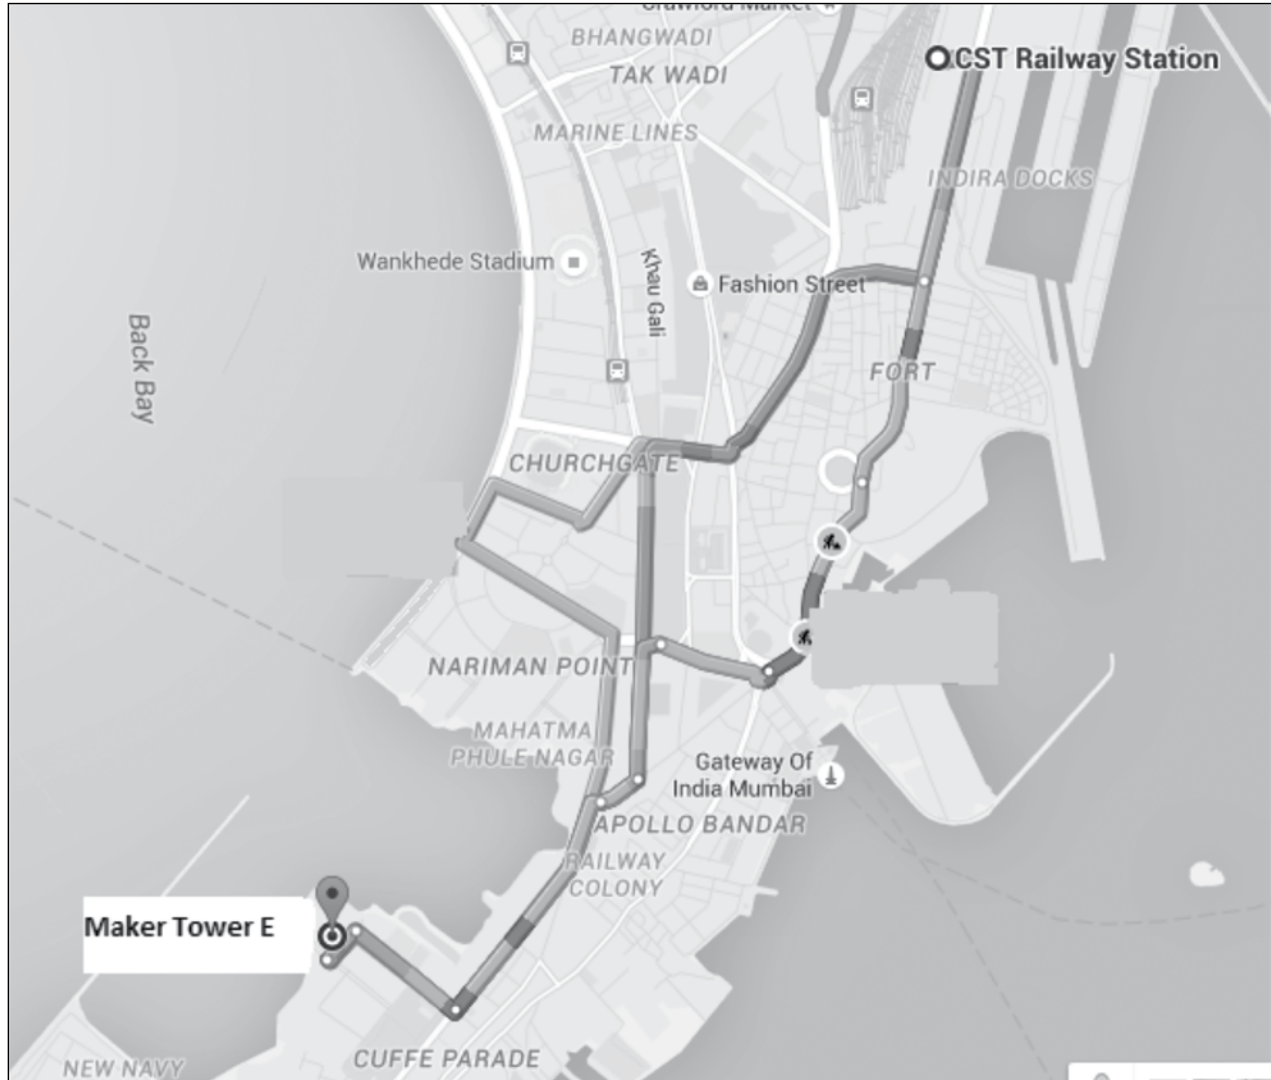 Crawford Market
BHANGWADI
CST Railway Station
TAK WADI
MARINE LINES
INDIRA DOCKS
Wankhede Stadium
Khau Gali
Fashion Street
Back Bay
FORT
CHURCHGATE
NARIMAN POINT
MAHATMA
PHULE NAGAR
Gateway Of
India Mumbai
APOLLO BANDAR
RAILWAY
COLONY
Maker Tower E
CUFFE PARADE
NEW NAVY